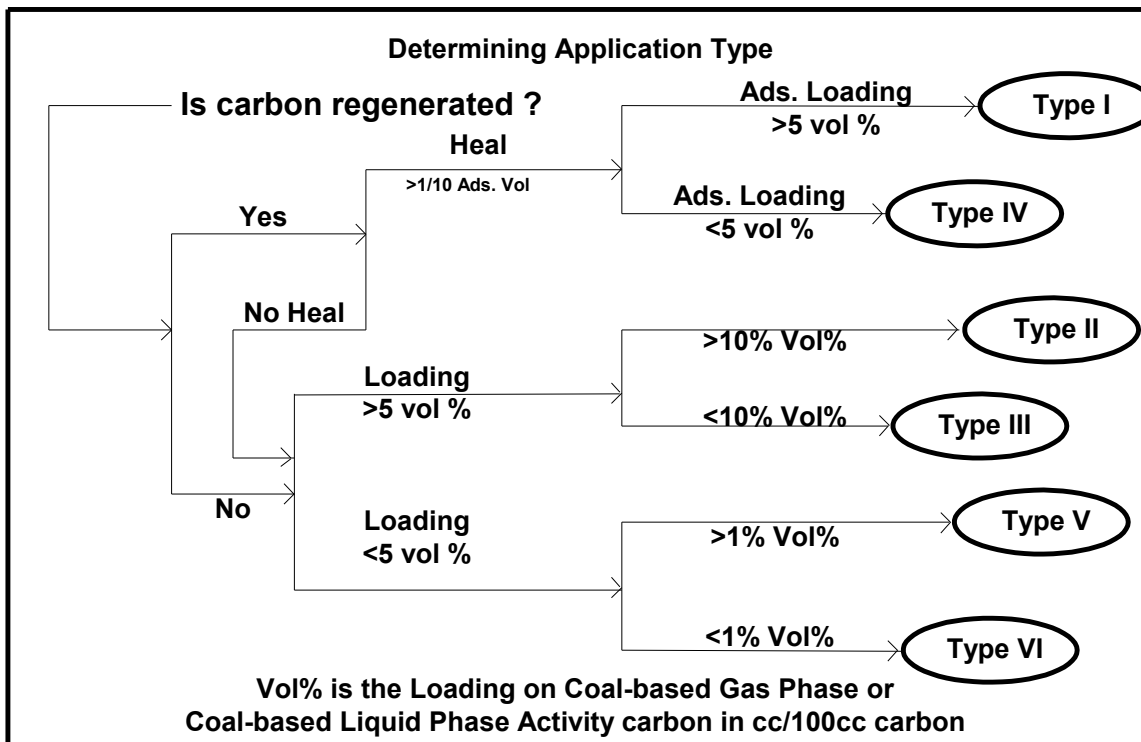 Determining Application Type
Is carbon regenerated ?
Ads. Loading
>5 vol %
Type I
Heal
>1/10 Ads. Vol
Ads. Loading
<5 vol %
Type IV
Yes
No Heal
>10% Vol%
Type II
Loading
>5 vol %
<10% Vol%
Type III
No
Loading
<5 vol %
>1% Vol%
Type V
<1% Vol%
Type VI
Vol% is the Loading on Coal-based Gas Phase or
Coal-based Liquid Phase Activity carbon in cc/100cc carbon